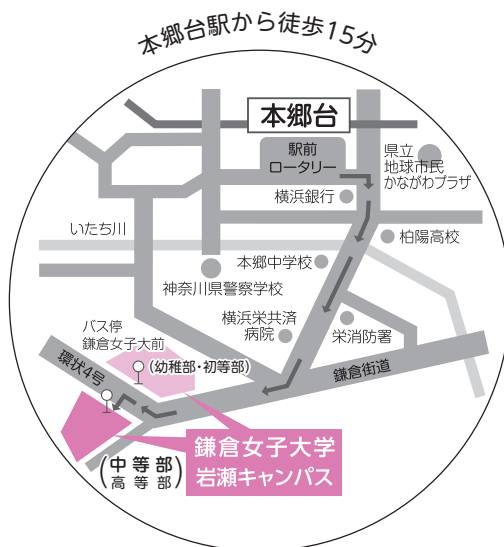 本郷台駅から徒歩15分
本郷台
駅前
ロータリー
県立
地球市民
かながわプラザ
横浜銀行
いたち川
柏陽高校
本郷中学校
神奈川県警察学校
バス停
鎌倉女子大前
横浜栄共済
病院
栄消防署
環状4号
(幼稚部・初等部)
鎌倉街道
鎌倉女子大学
岩瀬キャンパス
(中等部
高等部)